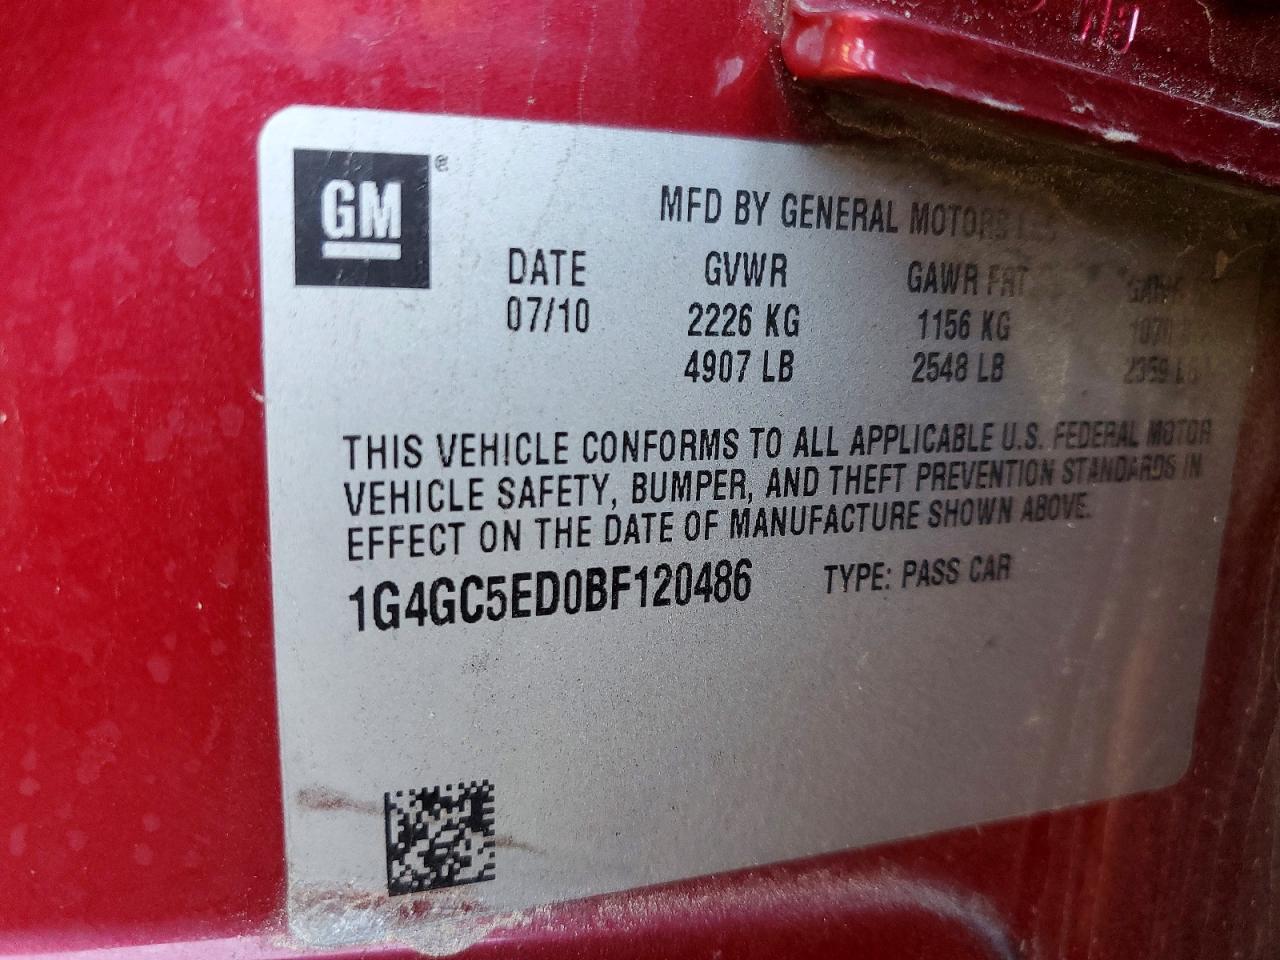 GM ®
MFD BY GENERAL MOTORS
DATE GVWR GAWR FRT
07/10 2226 KG 1156 KG
4907 LB 2548 LB 2359 LB
THIS VEHICLE CONFORMS TO ALL APPLICABLE U.S. FEDERAL MOTOR
VEHICLE SAFETY, BUMPER, AND THEFT PREVENTION STANDARDS IN
EFFECT ON THE DATE OF MANUFACTURE SHOWN ABOVE.
1G4GC5ED0BF120486 TYPE: PASS CAR